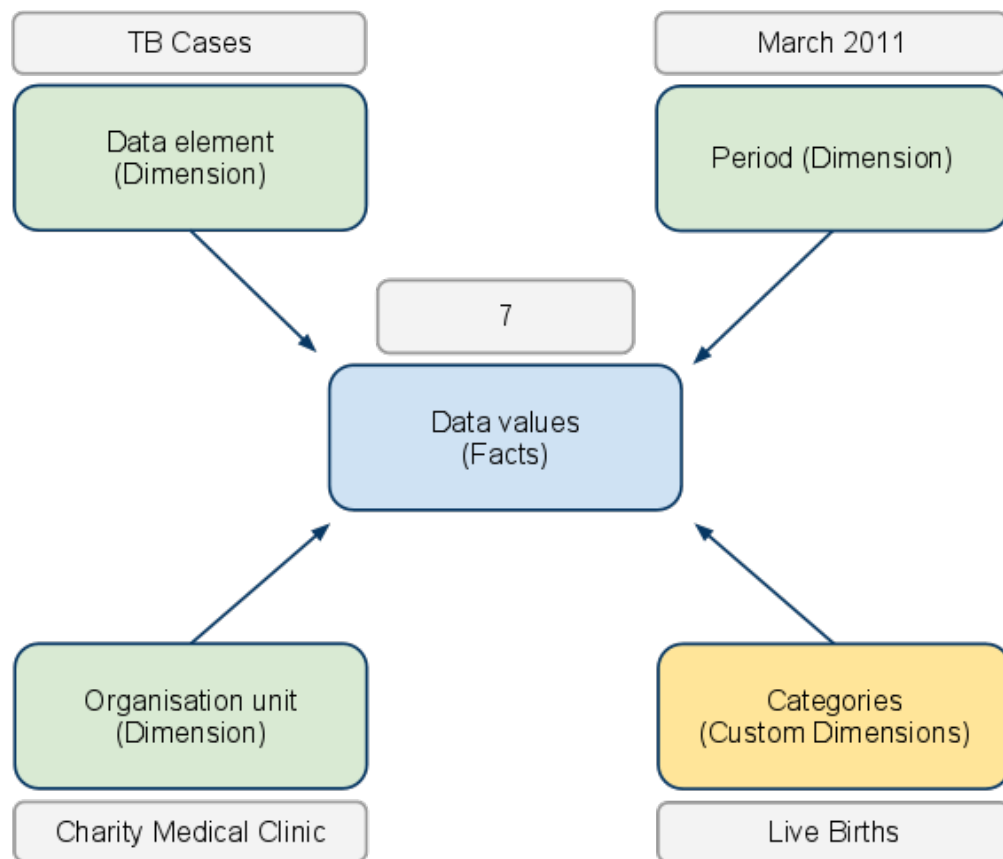 TB Cases
March 2011
Data element
(Dimension)
Period (Dimension)
7
Data values
(Facts)
Organisation unit
(Dimension)
Categories
(Custom Dimensions)
Charity Medical Clinic
Live Births